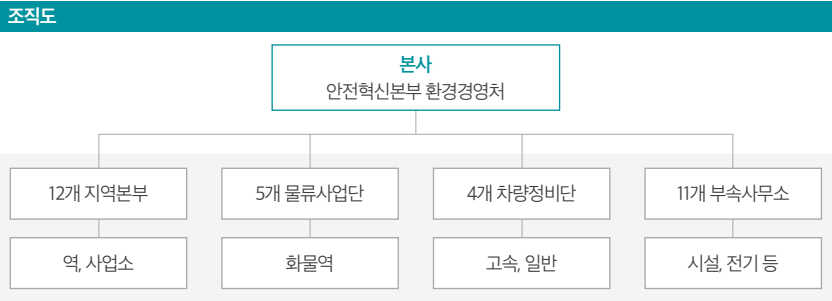 조직도
본사
안전혁신본부 환경경영처
12개 지역본부
5개 물류사업단
4개 차량정비단
11개 부속사무소
역, 사업소
화물역
고속, 일반
시설, 전기 등